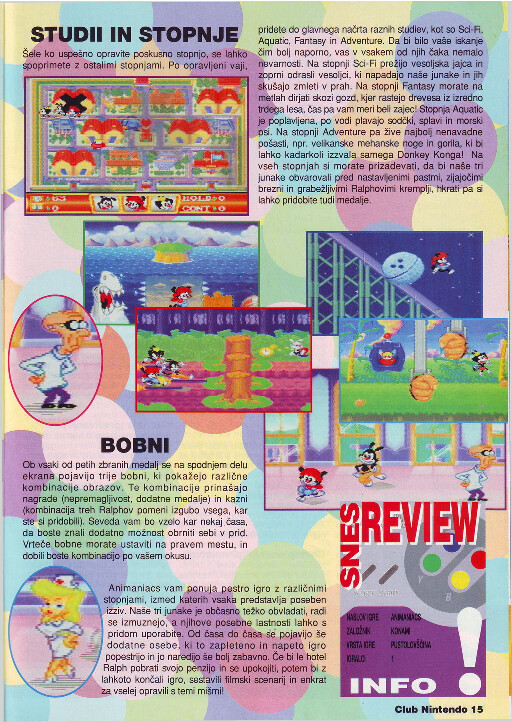 STUDII IN STOPNJE
Šele ko uspešno opravite poskusno stopnjo, se lahko
spoprimete z ostalimi stopnjami. Po opravljeni vaji,
pridete do glavnega načrta raznih studiev, kot so Sci-Fi,
Aquatic, Fantasy in Adventure. Da bi bilo vaše iskanje
čim bolj naporno, vas v vsakem od njih čaka nemalo
nevarnosti. Na stopnji Sci-Fi prežijo vesoljska jajca in
zoprni odrasli vesoljci, ki napadajo naše junake in jih
skušajo zmleti v prah. Na stopnji Fantasy morate na
metlah dirjati skozi gozd, kjer rastejo drevesa iz izredno
trdega lesa, čas pa vam meri beli zajec! Stopnja Aquatic
je poplavljena, po vodi plavajo sodčki, splavi in morski
psi. Na stopnji Adventure pa žive najbolj nenavadne
pošasti, npr. velikanske mehanske noge in gorila, ki bi
lahko kadarkoli izzvala samega Donkey Konga! Na
vseh stopnjah si morate prizadevati, da bi naše tri
junake obvarovali pred nastavljenimi pastmi, zijajočimi
brezni in grabežljivimi Ralphovimi kremplji, hkrati pa si
lahko pridobite tudi medalje.
63
HOLD 0
CONT 0
BOBNI
Ob vsaki od petih zbranih medalj se na spodnjem delu
ekrana pojavijo trije bobni, ki pokažejo različne
kombinacije obrazov. Te kombinacije prinašajo
nagrade (nepremagljivost, dodatne medalje) in kazni
(kombinacija treh Ralphov pomeni izgubo vsega, kar
ste si pridobili). Seveda vam bo vzelo kar nekaj časa,
da boste znali dodatno možnost obrniti sebi v prid.
Vrteče bobne morate ustaviti na pravem mestu, in
dobili boste kombinacijo po vašem okusu.
Animaniacs vam ponuja pestro igro z različnimi
stopnjami, izmed katerih vsaka predstavlja poseben
izziv. Naše tri junake je občasno težko obvladati, radi
se izmuznejo, a njihove posebne lastnosti lahko s
pridom uporabite. Od časa do časa se pojavijo še
dodatne osebe, ki to zapleteno in napeto igro
popestrijo in jo naredijo še bolj zabavno. Če bi le hotel
Ralph pobrati svojo penzijo in se upokojiti, potem bi z
lahkoto končali igro, sestavili filmski scenarij in enkrat
za vselej opravili s temi mišmi!
SNES
REVIEW
NASLOV IGRE ANIMANIACS
ZALOŽNIK KONAMI
VRSTA IGRE PUSTOLOVŠČINA
IGRALO 1
INFO !
Club Nintendo 15